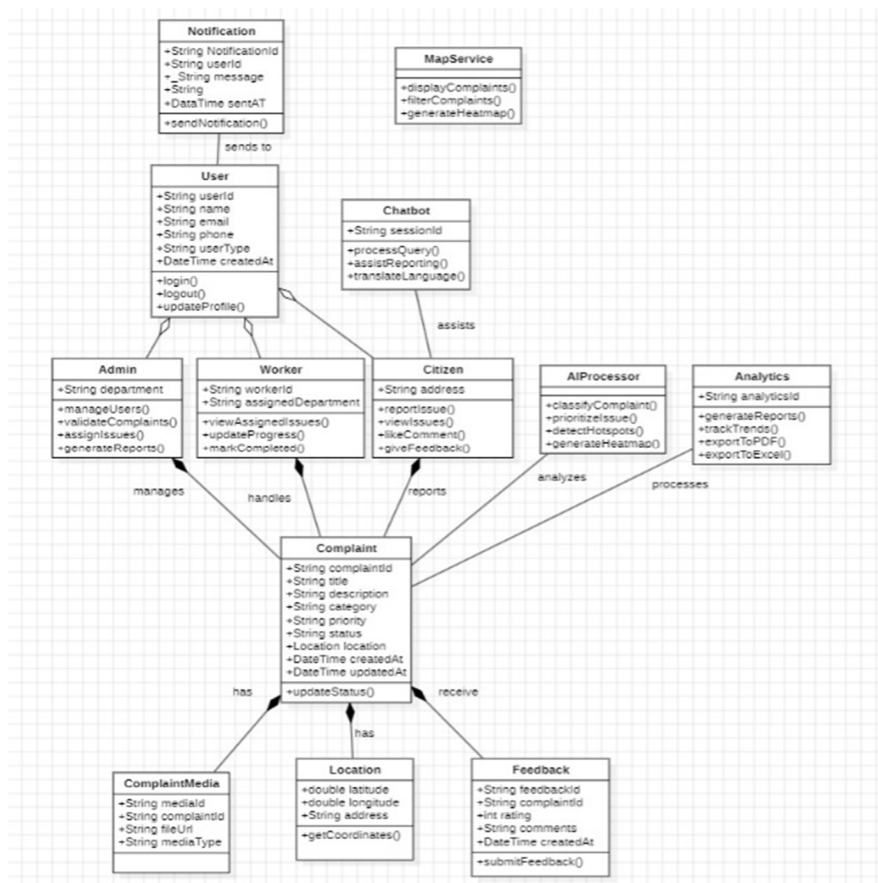 Notification
+String NotificationId
+String userId
+_String message
+String
+DataTime sentAT
+sendNotification()
MapService
+displayComplaints()
+filterComplaints()
+generateHeatmap()
sends to
User
+String userId
+String name
+String email
+String phone
+String userType
+DateTime createdAt
+login()
+logout()
+updateProfile()
Chatbot
+String sessionId
+processQuery()
+assistReporting()
+translateLanguage()
assists
Admin
+String department
+manageUsers()
+validateComplaints()
+assignIssues()
+generateReports()
Worker
+String workerId
+String assignedDepartment
+viewAssignedIssues()
+updateProgress()
+markCompleted()
Citizen
+String address
+reportIssue()
+viewIssues()
+likeComment()
+giveFeedback()
AIProcessor
+classifyComplaint()
+prioritizeIssue()
+detectHotspots()
+generateHeatmap()
Analytics
+String analyticsId
+generateReports()
+trackTrends()
+exportToPDF()
+exportToExcel()
manages
handles
reports
analyzes
processes
Complaint
+String complaintId
+String title
+String description
+String category
+String priority
+String status
+Location location
+DateTime createdAt
+DateTime updatedAt
+updateStatus()
has
has
receive
ComplaintMedia
+String mediaId
+String complaintId
+String fileUrl
+String mediaType
Location
+double latitude
+double longitude
+String address
+getCoordinates()
Feedback
+String feedbackId
+String complaintId
+int rating
+String comments
+DateTime createdAt
+submitFeedback()